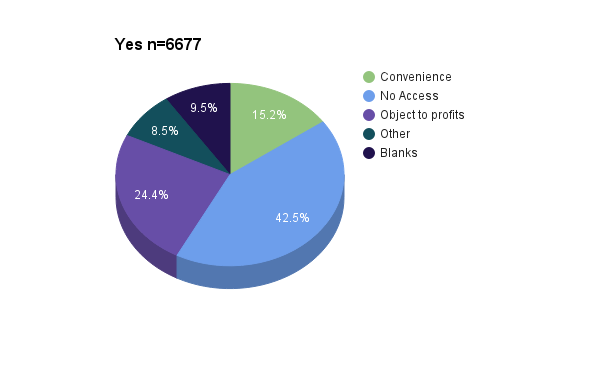 Yes n=6677
Convenience
No Access
Object to profits
Other
Blanks
9.5%
15.2%
8.5%
24.4%
42.5%